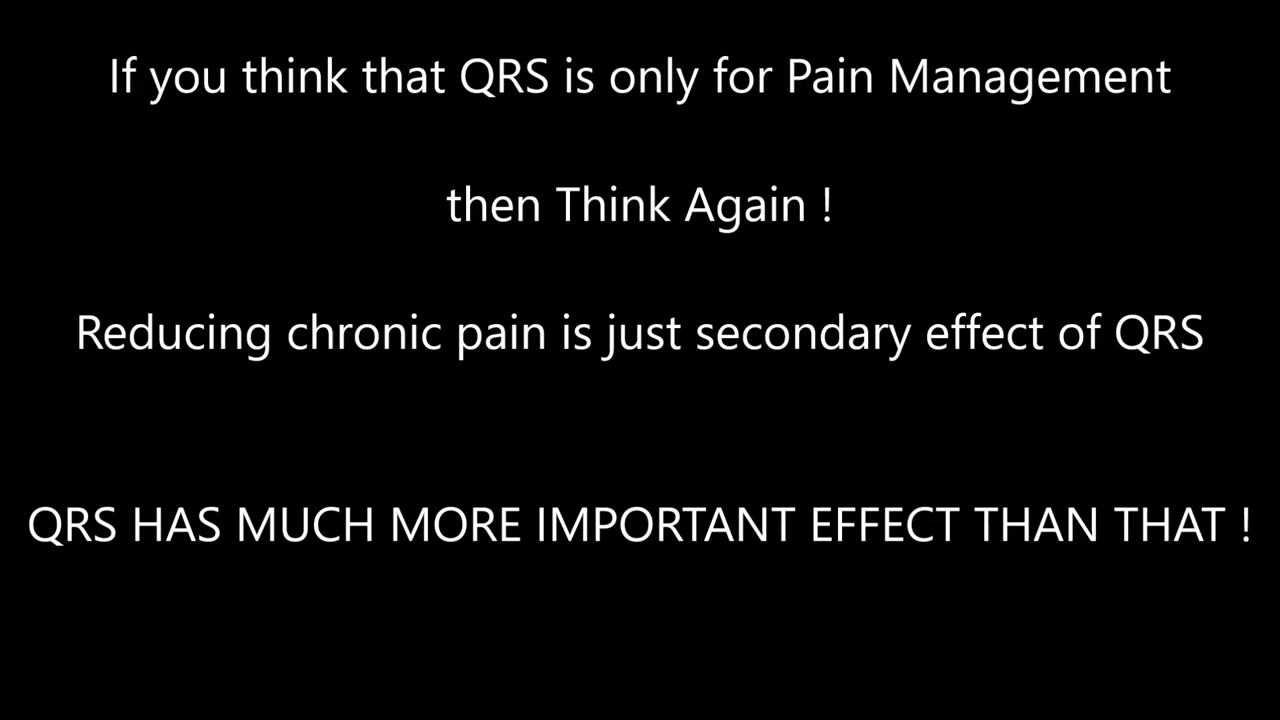 If you think that QRS is only for Pain Management
then Think Again !
Reducing chronic pain is just secondary effect of QRS
QRS HAS MUCH MORE IMPORTANT EFFECT THAN THAT !